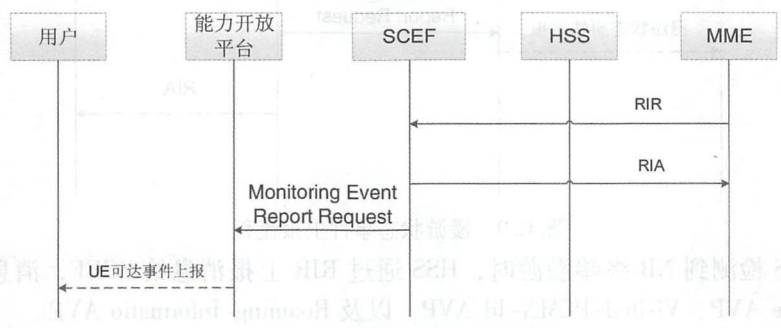 用户
能力开放
平台
SCEF
HSS
MME
RIR
RIA
Monitoring Event
Report Request
UE可达事件上报